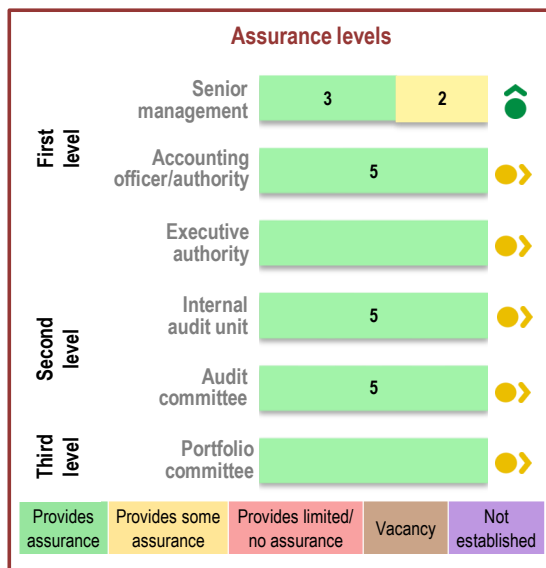 Assurance levels
First
level
Senior
management
3
2
Accounting
officer/authority
5
Executive
authority
Second
level
Internal
audit unit
5
Audit
committee
5
Third
level
Portfolio
committee
Provides
assurance
Provides some
assurance
Provides limited/
no assurance
Vacancy
Not
established